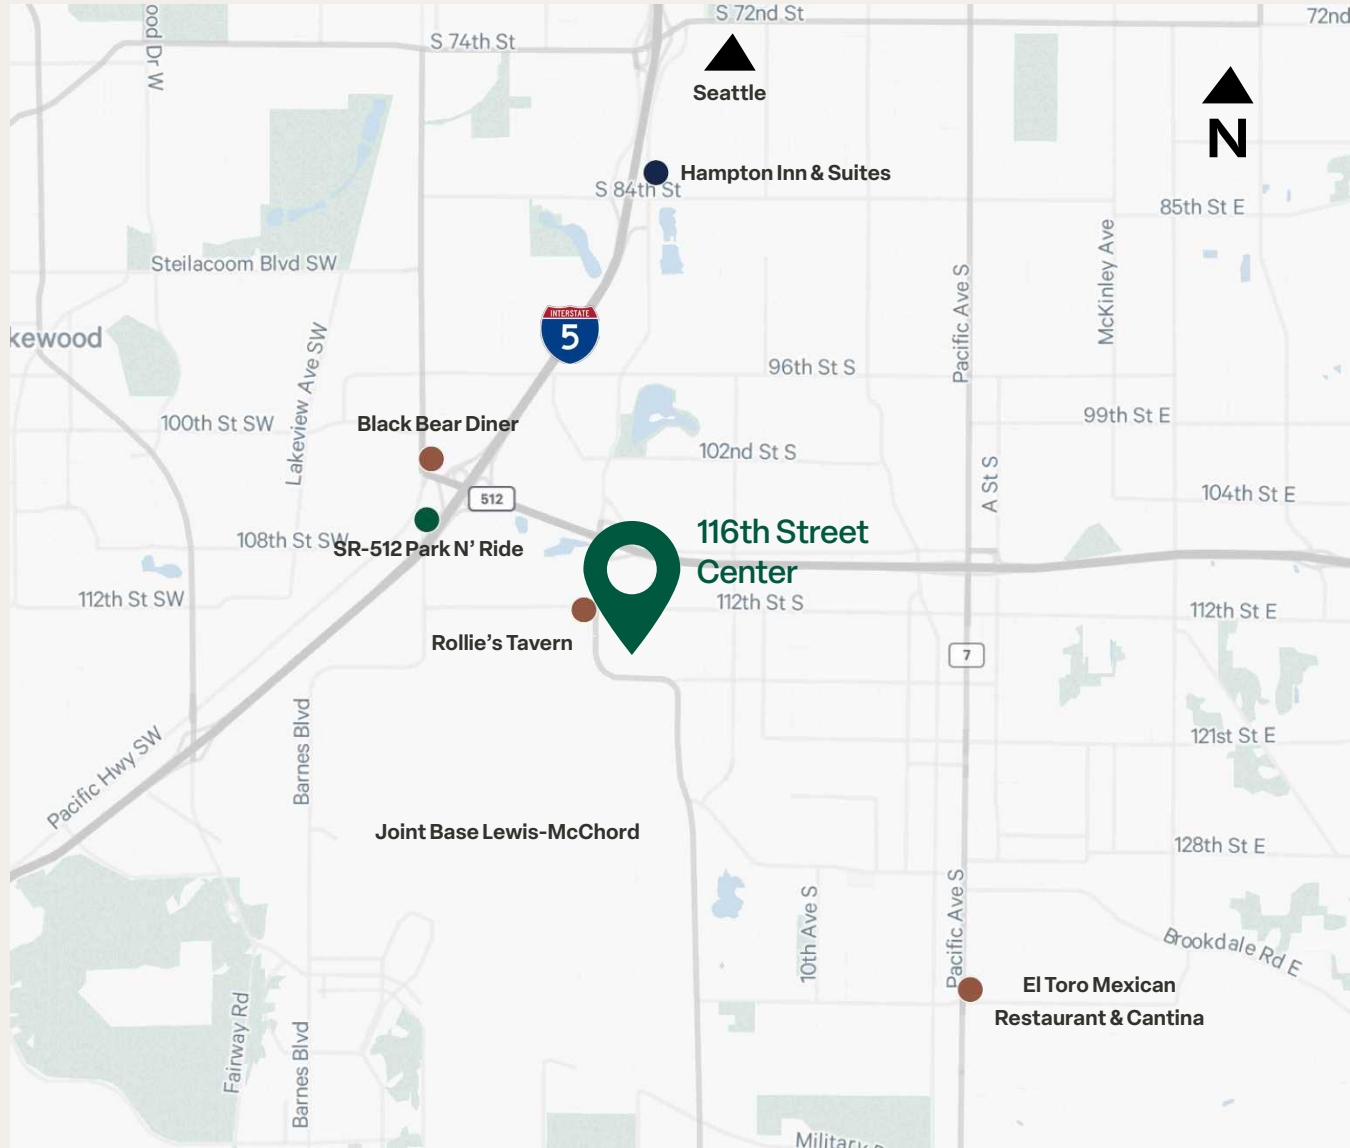 S 72nd St
72nd
ood Dr W
S 74th St
Seattle
N
Hampton Inn & Suites
S 84th St
85th St E
Steilacoom Blvd SW
McKinley Ave
Pacific Ave S
INTERSTATE
5
kewood
Lakeview Ave SW
96th St S
Black Bear Diner
100th St SW
99th St E
102nd St S
A St S
512
104th St E
116th Street
Center
108th St SW
SR-512 Park N' Ride
112th St SW
112th St S
112th St E
Rollie's Tavern
7
Barnes Blvd
Pacific Hwy SW
121st St E
Joint Base Lewis-McChord
128th St E
10th Ave S
Pacific Ave S
Brookdale Rd E
El Toro Mexican
Restaurant & Cantina
Fairway Rd
Barnes Blvd
Military